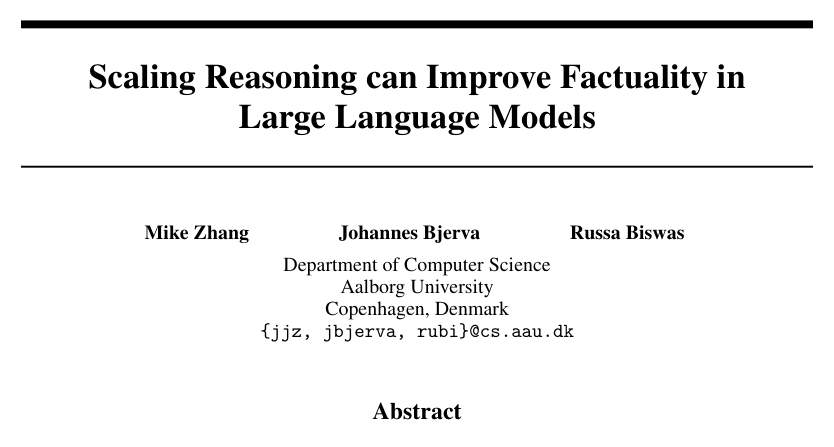 Scaling Reasoning can Improve Factuality in
Large Language Models
Mike Zhang Johannes Bjerva Russa Biswas
Department of Computer Science
Aalborg University
Copenhagen, Denmark
{jjz, jbjerva, rubi}@cs.aau.dk
Abstract